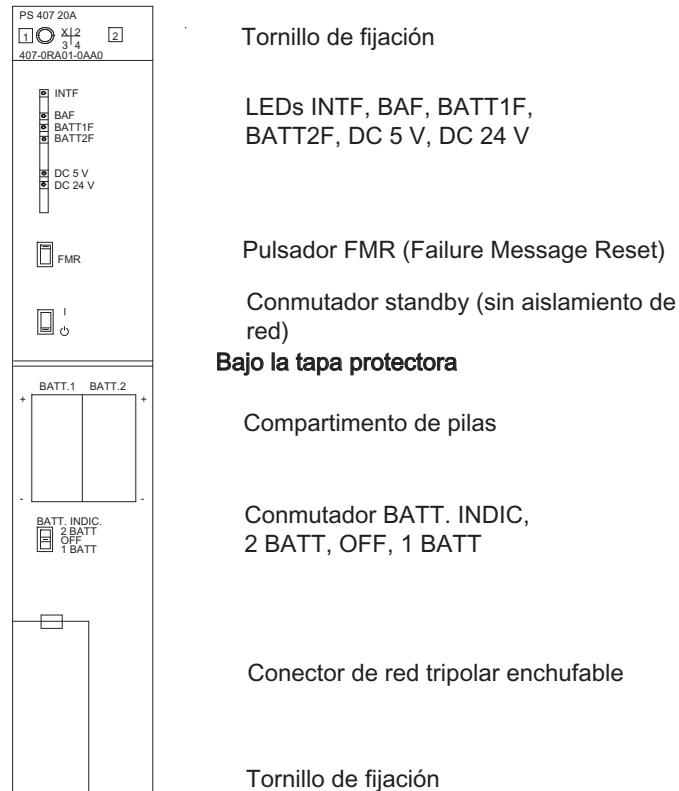 PS 407 20A
1 X 2
3 4
2
407-0RA01-0AA0
Tornillo de fijación
INTF
BAF
BATT1F
BATT2F
DC 5 V
DC 24 V
LEDs INTF, BAF, BATT1F,
BATT2F, DC 5 V, DC 24 V
FMR
Pulsador FMR (Failure Message Reset)
I
Conmutador standby (sin aislamiento de
red)
Bajo la tapa protectora
BATT.1 BATT.2
+ +
Compartimento de pilas
- -
BATT. INDIC.
2 BATT
OFF
1 BATT
Conmutador BATT. INDIC,
2 BATT, OFF, 1 BATT
Conector de red tripolar enchufable
Tornillo de fijación